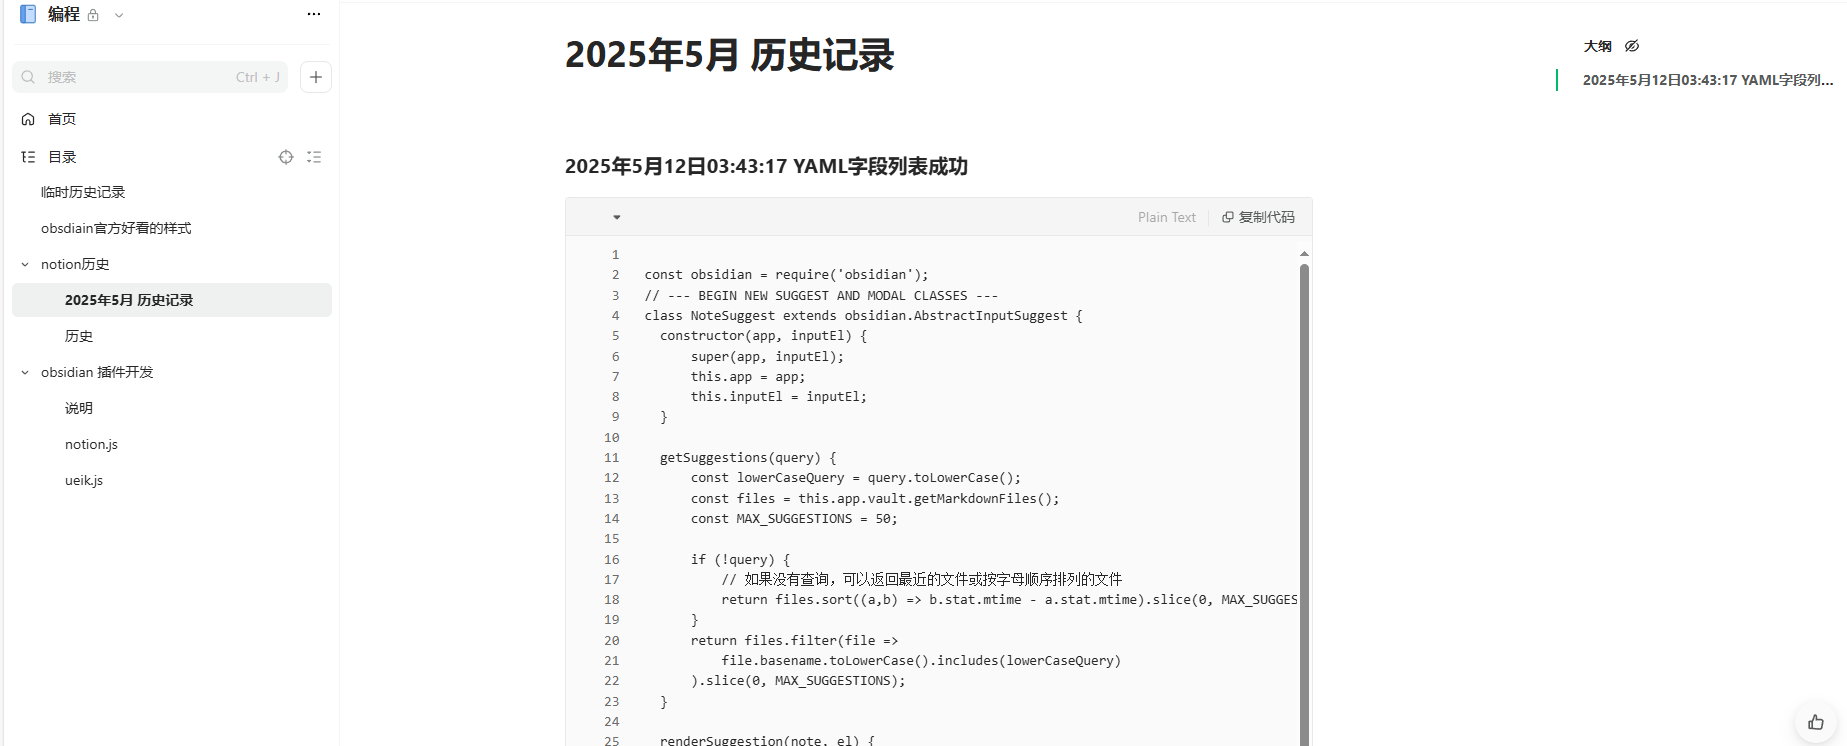 编程
搜索 Ctrl + J
首页
目录
临时历史记录
obsdiain官方好看的样式
notion历史
2025年5月 历史记录
历史
obsidian 插件开发
说明
notion.js
ueik.js
2025年5月 历史记录
2025年5月12日03:43:17 YAML字段列表成功
Plain Text 复制代码
1
2 const obsidian = require('obsidian');
3 // --- BEGIN NEW SUGGEST AND MODAL CLASSES ---
4 class NoteSuggest extends obsidian.AbstractInputSuggest {
5 constructor(app, inputEl) {
6 super(app, inputEl);
7 this.app = app;
8 this.inputEl = inputEl;
9 }
10
11 getSuggestions(query) {
12 const lowerCaseQuery = query.toLowerCase();
13 const files = this.app.vault.getMarkdownFiles();
14 const MAX_SUGGESTIONS = 50;
15
16 if (!query) {
17 // 如果没有查询，可以返回最近的文件或按字母顺序排列的文件
18 return files.sort((a,b) => b.stat.mtime - a.stat.mtime).slice(0, MAX_SUGGES
19 }
20 return files.filter(file =>
21 file.basename.toLowerCase().includes(lowerCaseQuery)
22 ).slice(0, MAX_SUGGESTIONS);
23 }
24
25 renderSuggestion(note, el) {
大纲
2025年5月12日03:43:17 YAML字段列...